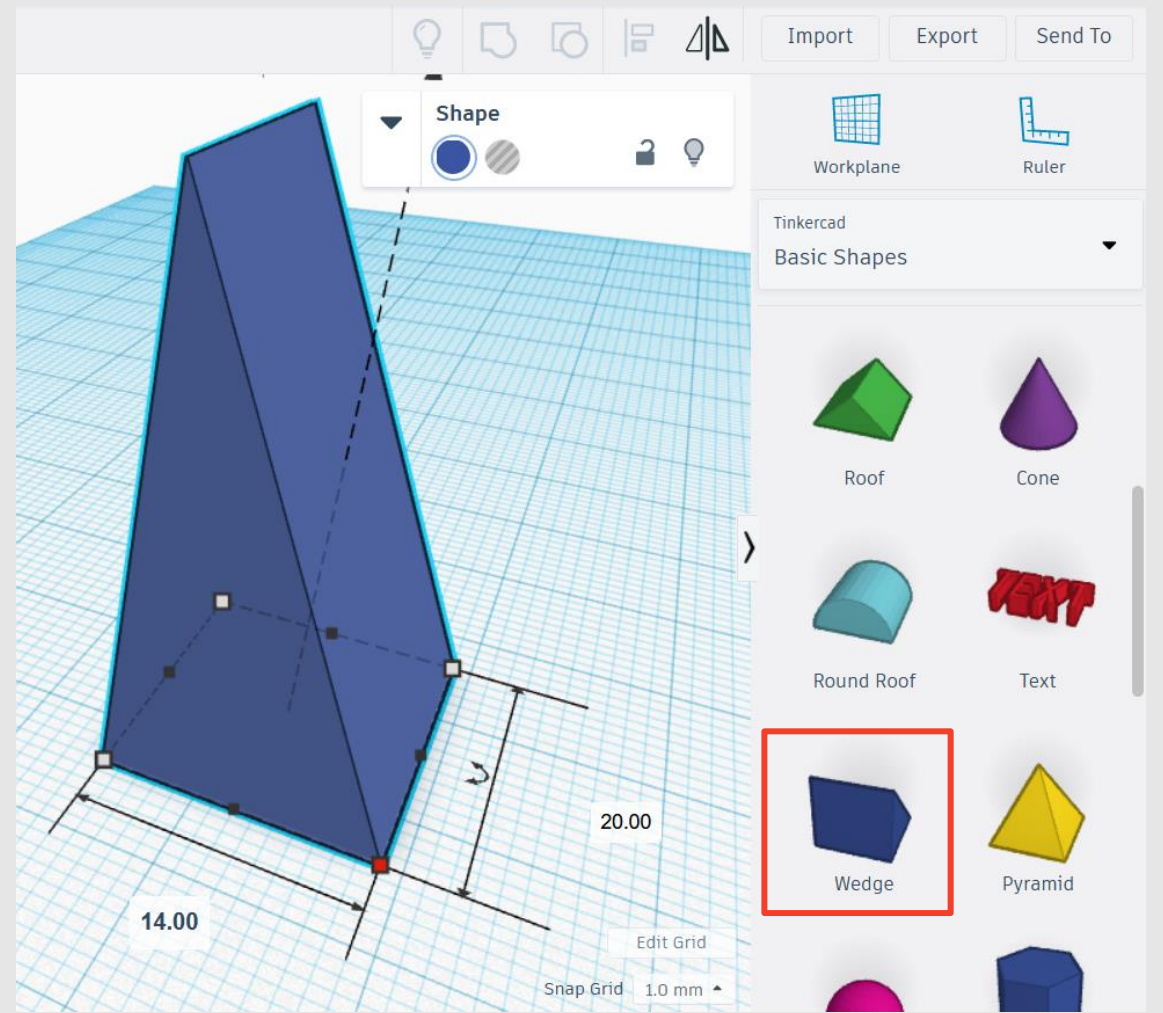 Import
Export
Send To
Shape
Workplane
Ruler
Tinkercad
Basic Shapes
Roof
Cone
Round Roof
Text
TEXT
20.00
Wedge
Pyramid
14.00
Edit Grid
Snap Grid 1.0 mm